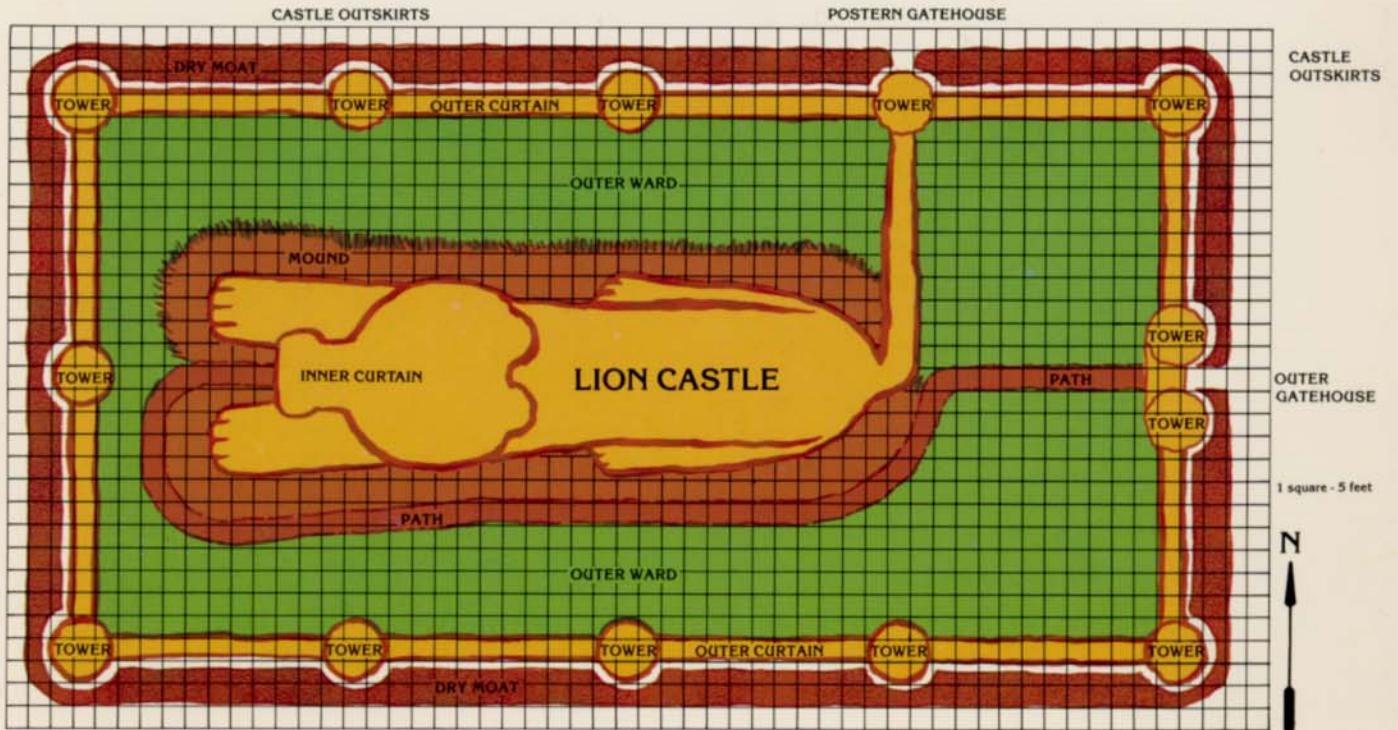 CASTLE OUTSKIRTS
POSTERN GATEHOUSE
CASTLE
OUTSKIRTS
DRY MOAT
TOWER
TOWER
OUTER CURTAIN
TOWER
TOWER
TOWER
OUTER WARD
MOUND
TOWER
TOWER
INNER CURTAIN
LION CASTLE
PATH
OUTER
GATEHOUSE
TOWER
1 square - 5 feet
PATH
N
OUTER WARD
TOWER
TOWER
TOWER
OUTER CURTAIN
TOWER
TOWER
DRY MOAT